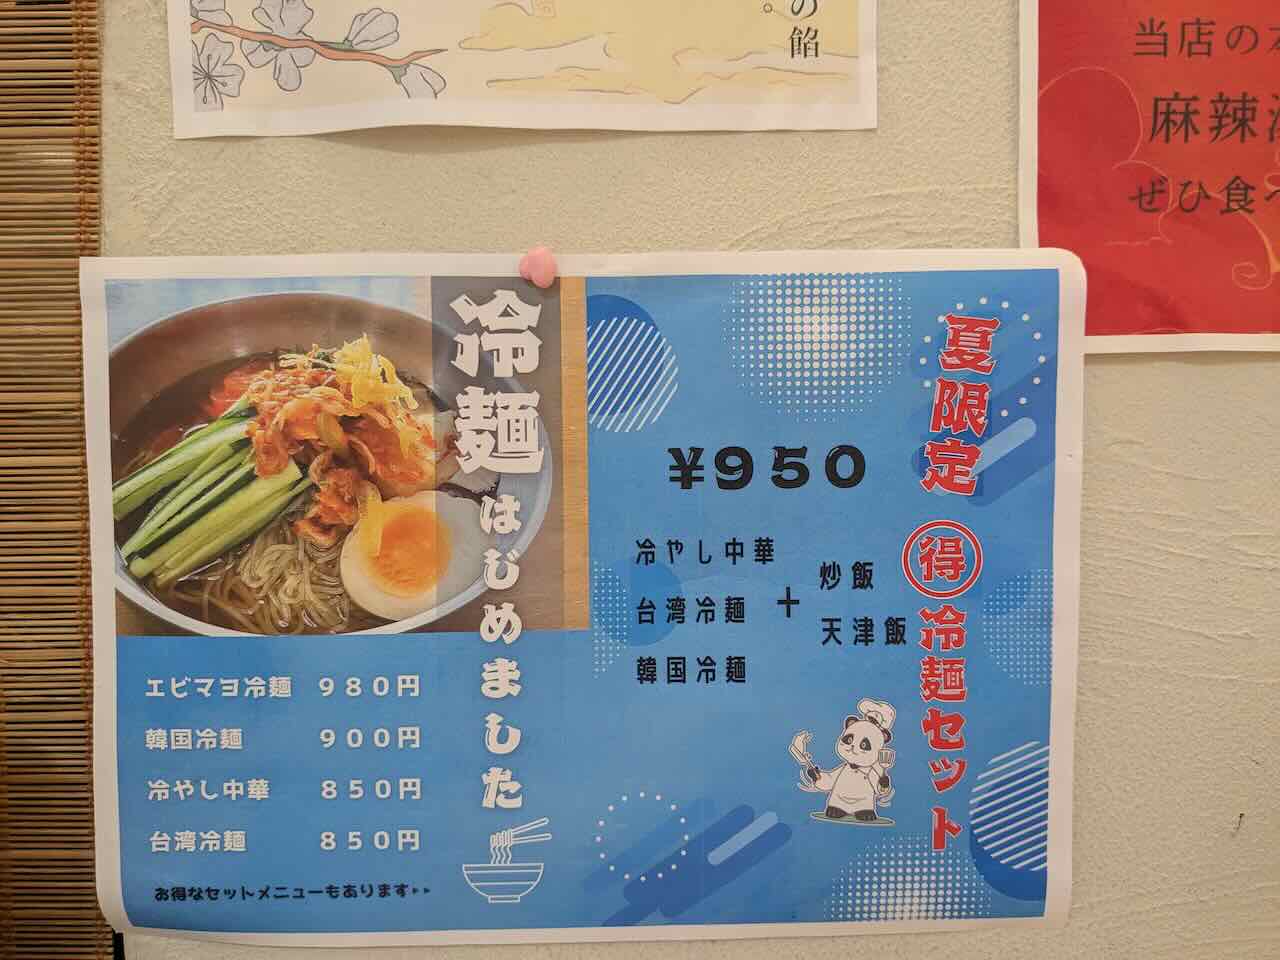 の餡
。
当店の
麻辣
ぜひ食べ
冷麺はじめました
エビマヨ冷麺 980円
韓国冷麺 900円
冷やし中華 850円
台湾冷麺 850円
お得なセットメニューもあります▸▸
夏限定 得 冷麺セット
¥950
冷やし中華
台湾冷麺
韓国冷麺
+
炒飯
天津飯